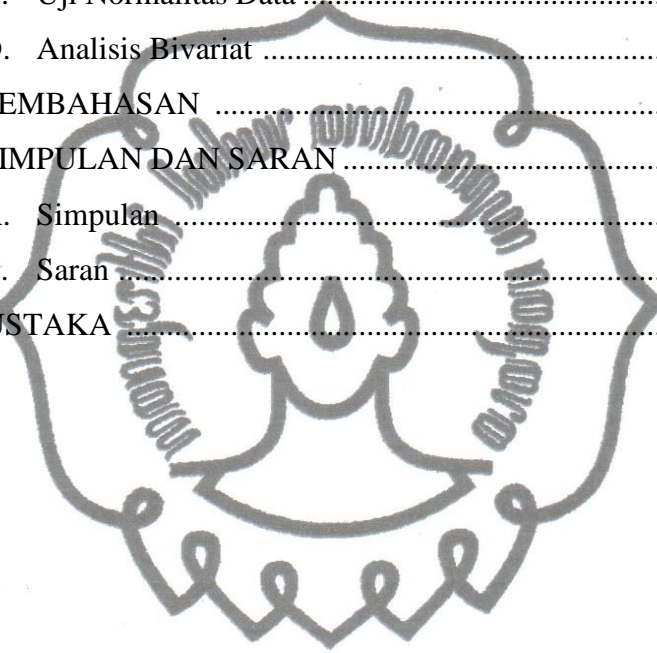 . Uji Normalitas Data ..........................................
. Analisis Bivariat ................................................
EMBAHASAN ......................................................
IMPULAN DAN SARAN .......................................
. Simpulan ............................................................
. Saran ..................................................................
USTAKA ..................................................................